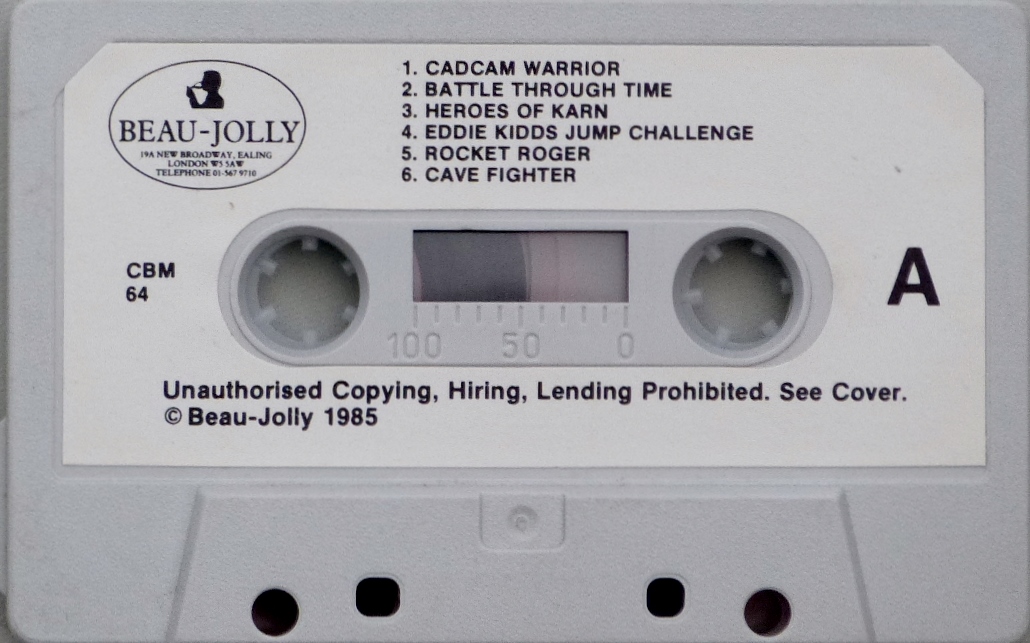 BEAU-JOLLY
19A NEW BROADWAY, EALING
LONDON W5 5AW
TELEPHONE 01-567 9710
1. CADCAM WARRIOR
2. BATTLE THROUGH TIME
3. HEROES OF KARN
4. EDDIE KIDDS JUMP CHALLENGE
5. ROCKET ROGER
6. CAVE FIGHTER
CBM
64
A
100 50 0
Unauthorised Copying, Hiring, Lending Prohibited. See Cover.
© Beau-Jolly 1985